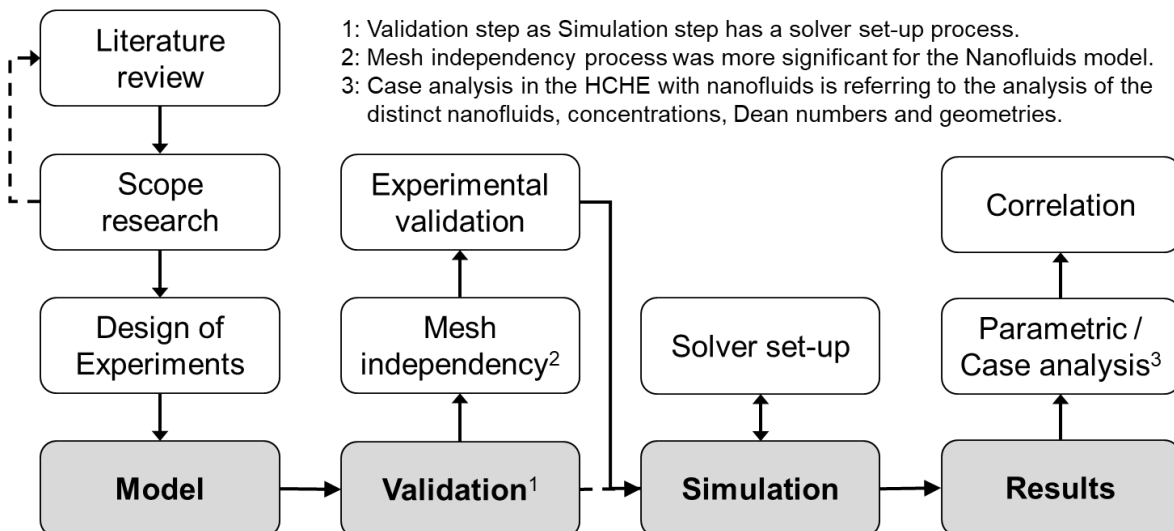 1: Validation step as Simulation step has a solver set-up process.
2: Mesh independency process was more significant for the Nanofluids model.
3: Case analysis in the HCHE with nanofluids is referring to the analysis of the
distinct nanofluids, concentrations, Dean numbers and geometries.
Literature
review
Scope
research
Design of
Experiments
Model
Experimental
validation
Mesh
independency²
Validation¹
Solver set-up
Simulation
Correlation
Parametric /
Case analysis³
Results